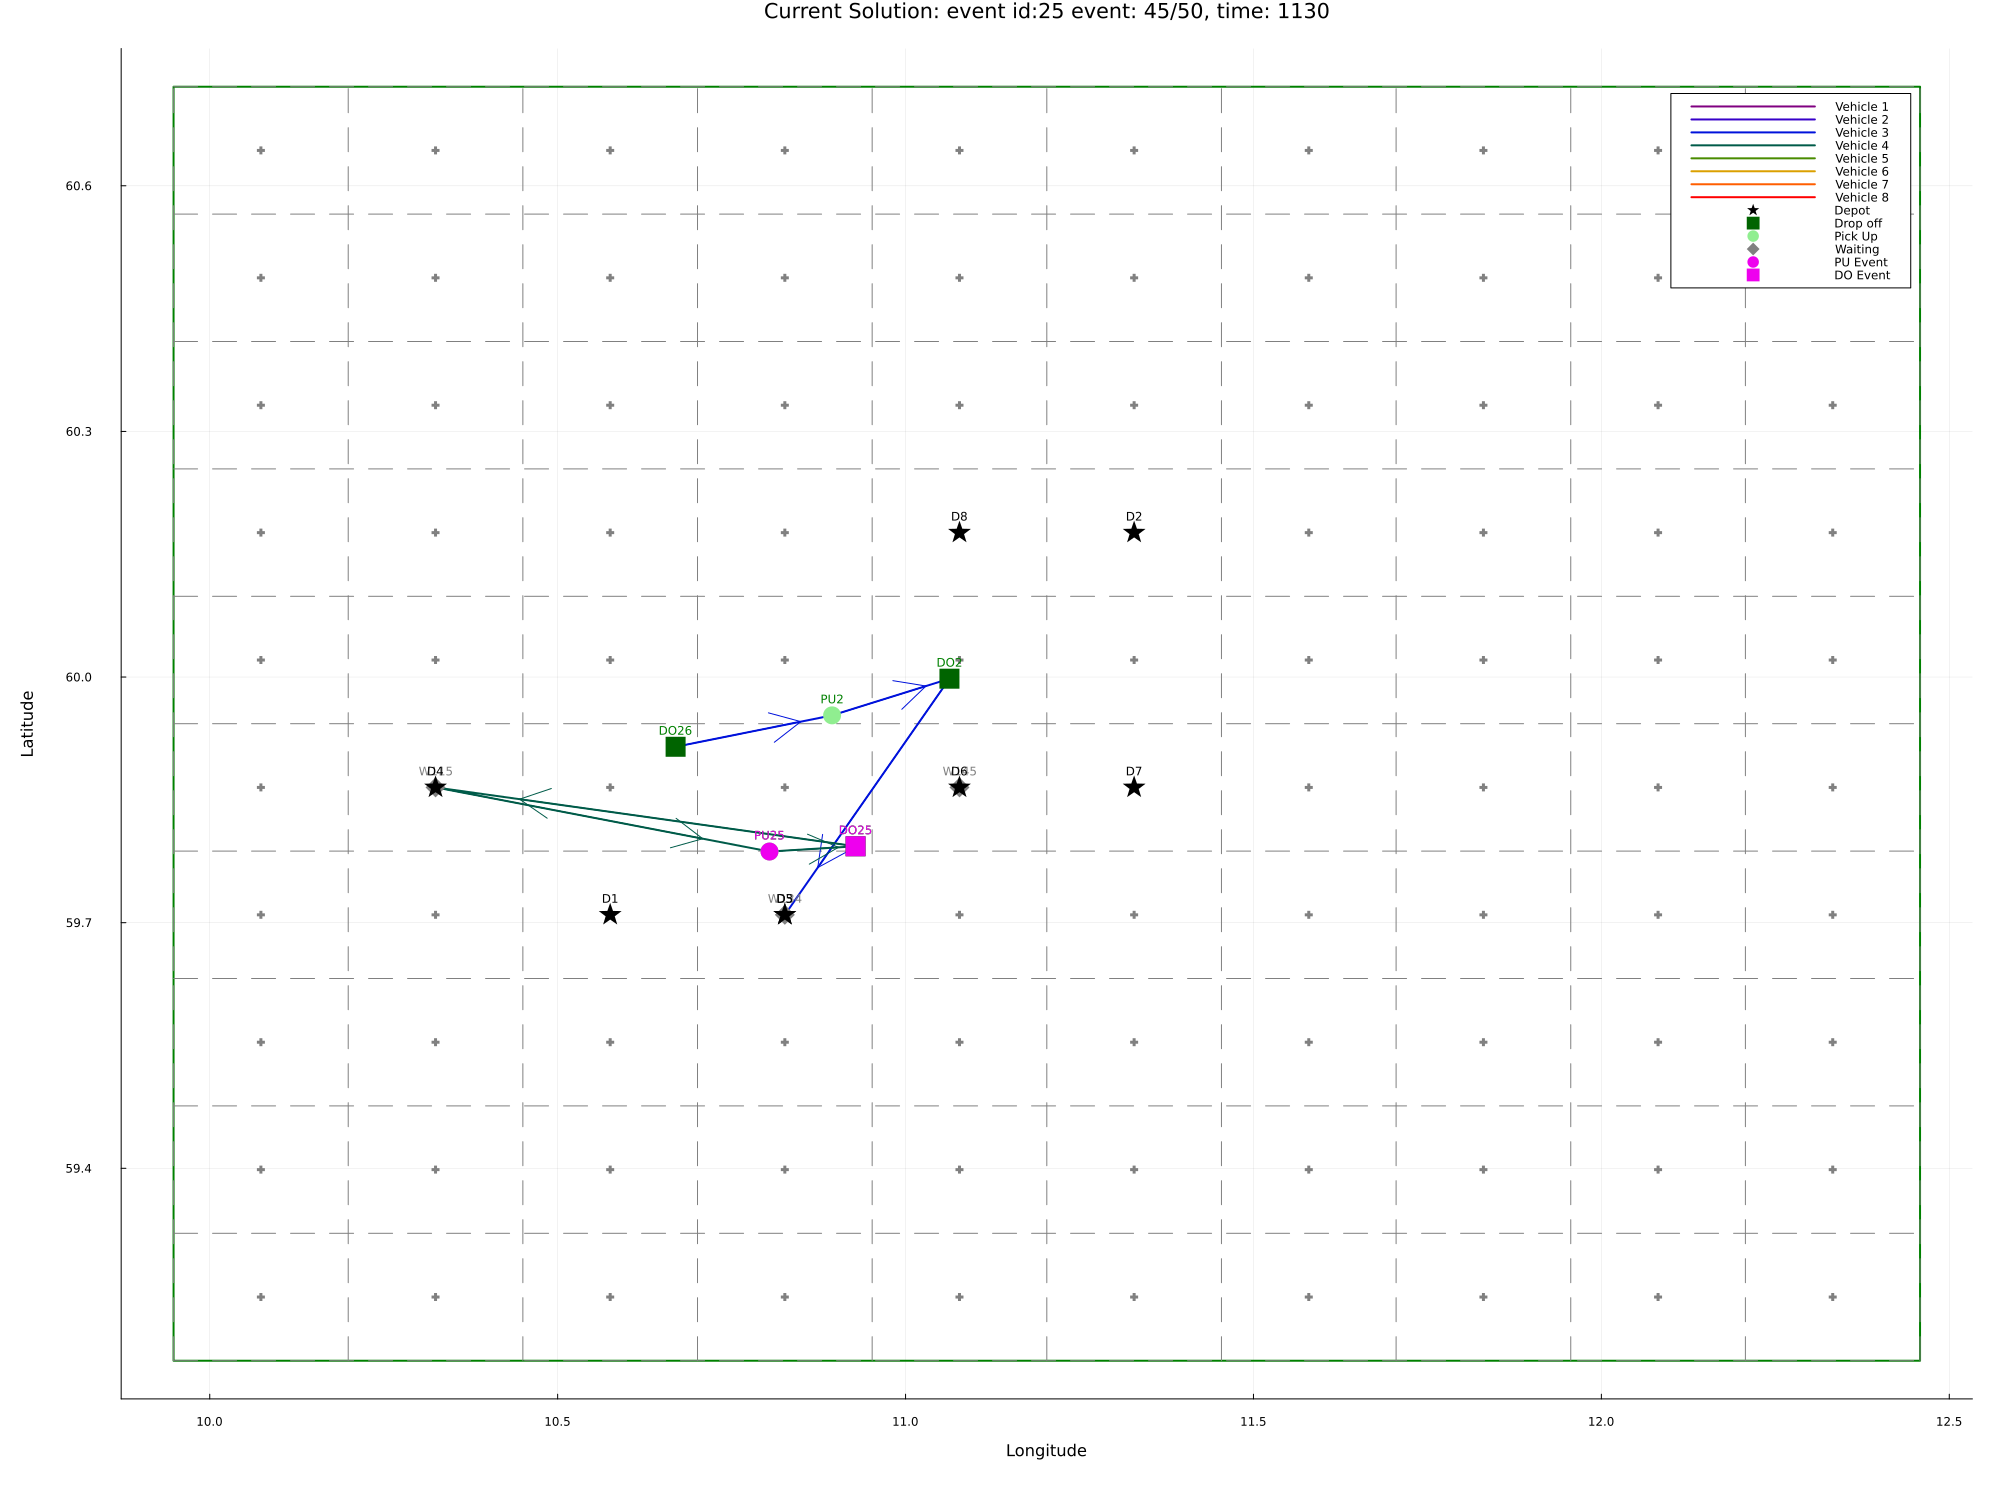 Current Solution: event id:25 event: 45/50, time: 1130
Vehicle 1
Vehicle 2
Vehicle 3
Vehicle 4
Vehicle 5
Vehicle 6
Vehicle 7
Vehicle 8
Depot
Drop off
Pick Up
Waiting
PU Event
DO Event
60.6
60.3
60.0
59.7
59.4
Latitude
D8
D2
DO2
PU2
DO26
D4
D6
D7
PU25
DO25
D1
10.0
10.5
11.0
11.5
12.0
12.5
Longitude